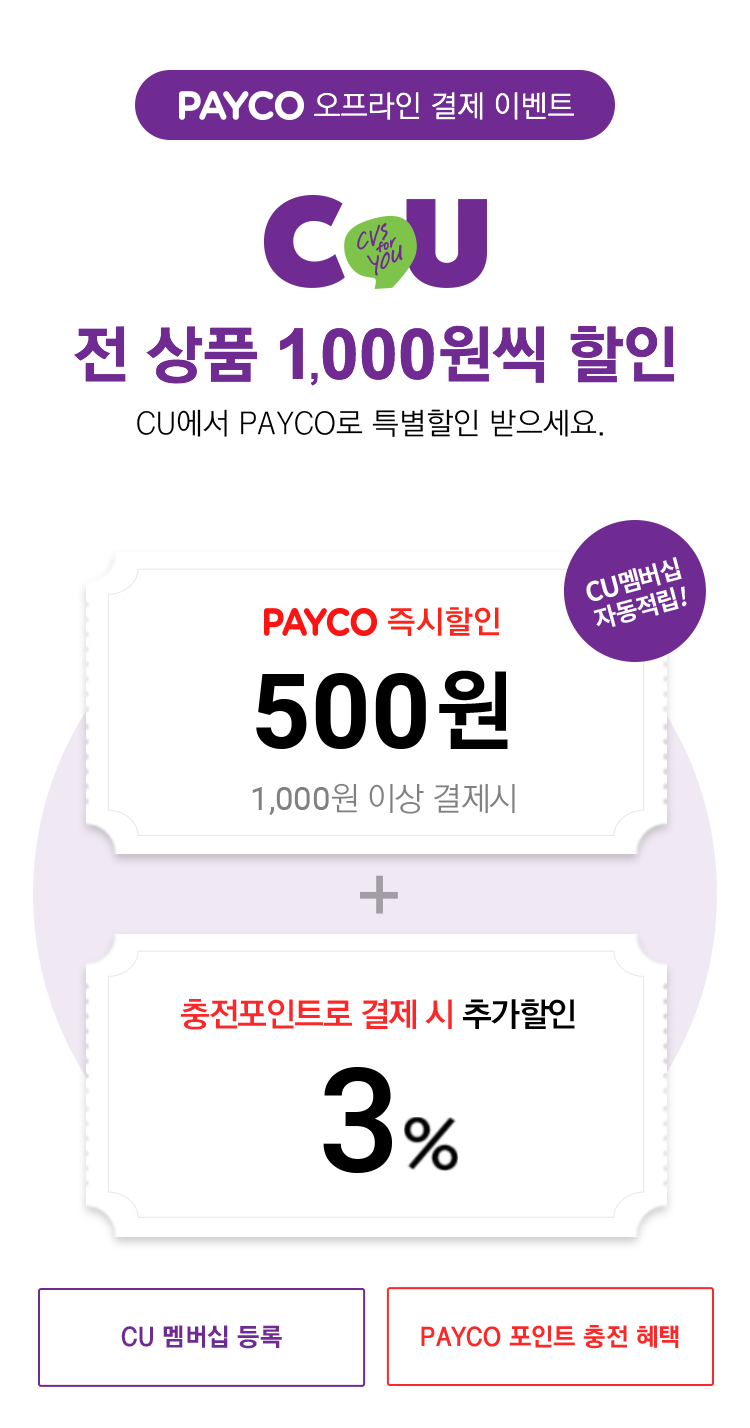 PAYCO 오프라인 결제 이벤트
CU
CVS
for
YOU
전 상품 1,000원씩 할인
CU에서 PAYCO로 특별할인 받으세요.
CU멤버십
자동적립!
PAYCO 즉시할인
500원
1,000원 이상 결제시
+
충전포인트로 결제 시 추가할인
3%
CU 멤버십 등록
PAYCO 포인트 충전 혜택